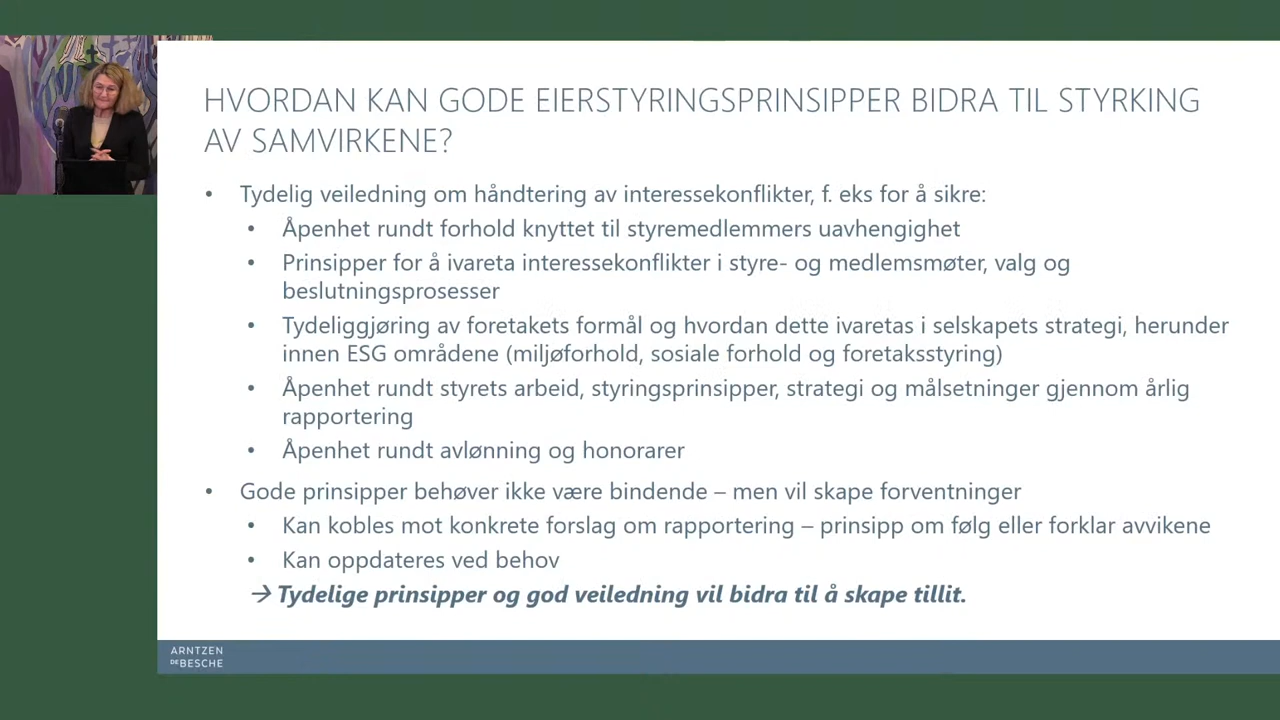 HVORDAN KAN GODE EIERSTYRINGSPRINSIPPER BIDRA TIL STYRKING
AV SAMVIRKENE?
• Tydelig veiledning om håndtering av interessekonflikter, f. eks for å sikre:
• Åpenhet rundt forhold knyttet til styremedlemmers uavhengighet
• Prinsipper for å ivareta interessekonflikter i styre- og medlemsmøter, valg og
beslutningsprosesser
• Tydeliggjøring av foretakets formål og hvordan dette ivaretas i selskapets strategi, herunder
innen ESG områdene (miljøforhold, sosiale forhold og foretaksstyring)
• Åpenhet rundt styrets arbeid, styringsprinsipper, strategi og målsetninger gjennom årlig
rapportering
• Åpenhet rundt avlønning og honorarer
• Gode prinsipper behøver ikke være bindende – men vil skape forventninger
• Kan kobles mot konkrete forslag om rapportering – prinsipp om følg eller forklar avvikene
• Kan oppdateres ved behov
→ Tydelige prinsipper og god veiledning vil bidra til å skape tillit.
ARNTZEN
DE BESCHE